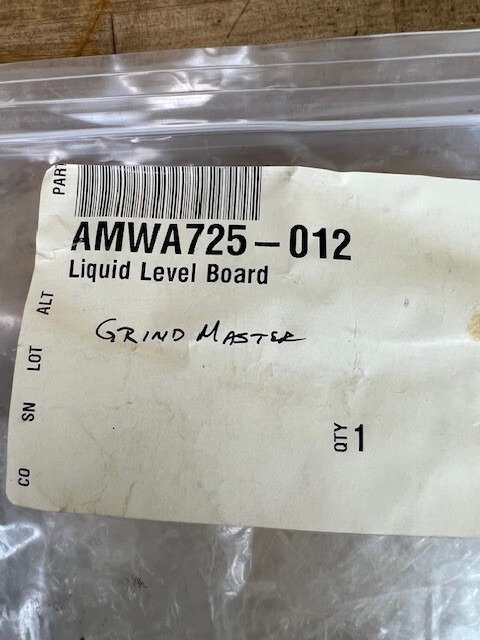 PART
AMWA725-012
Liquid Level Board
ALT
GRIND MASTER
LOT
SN
QTY 1
CO